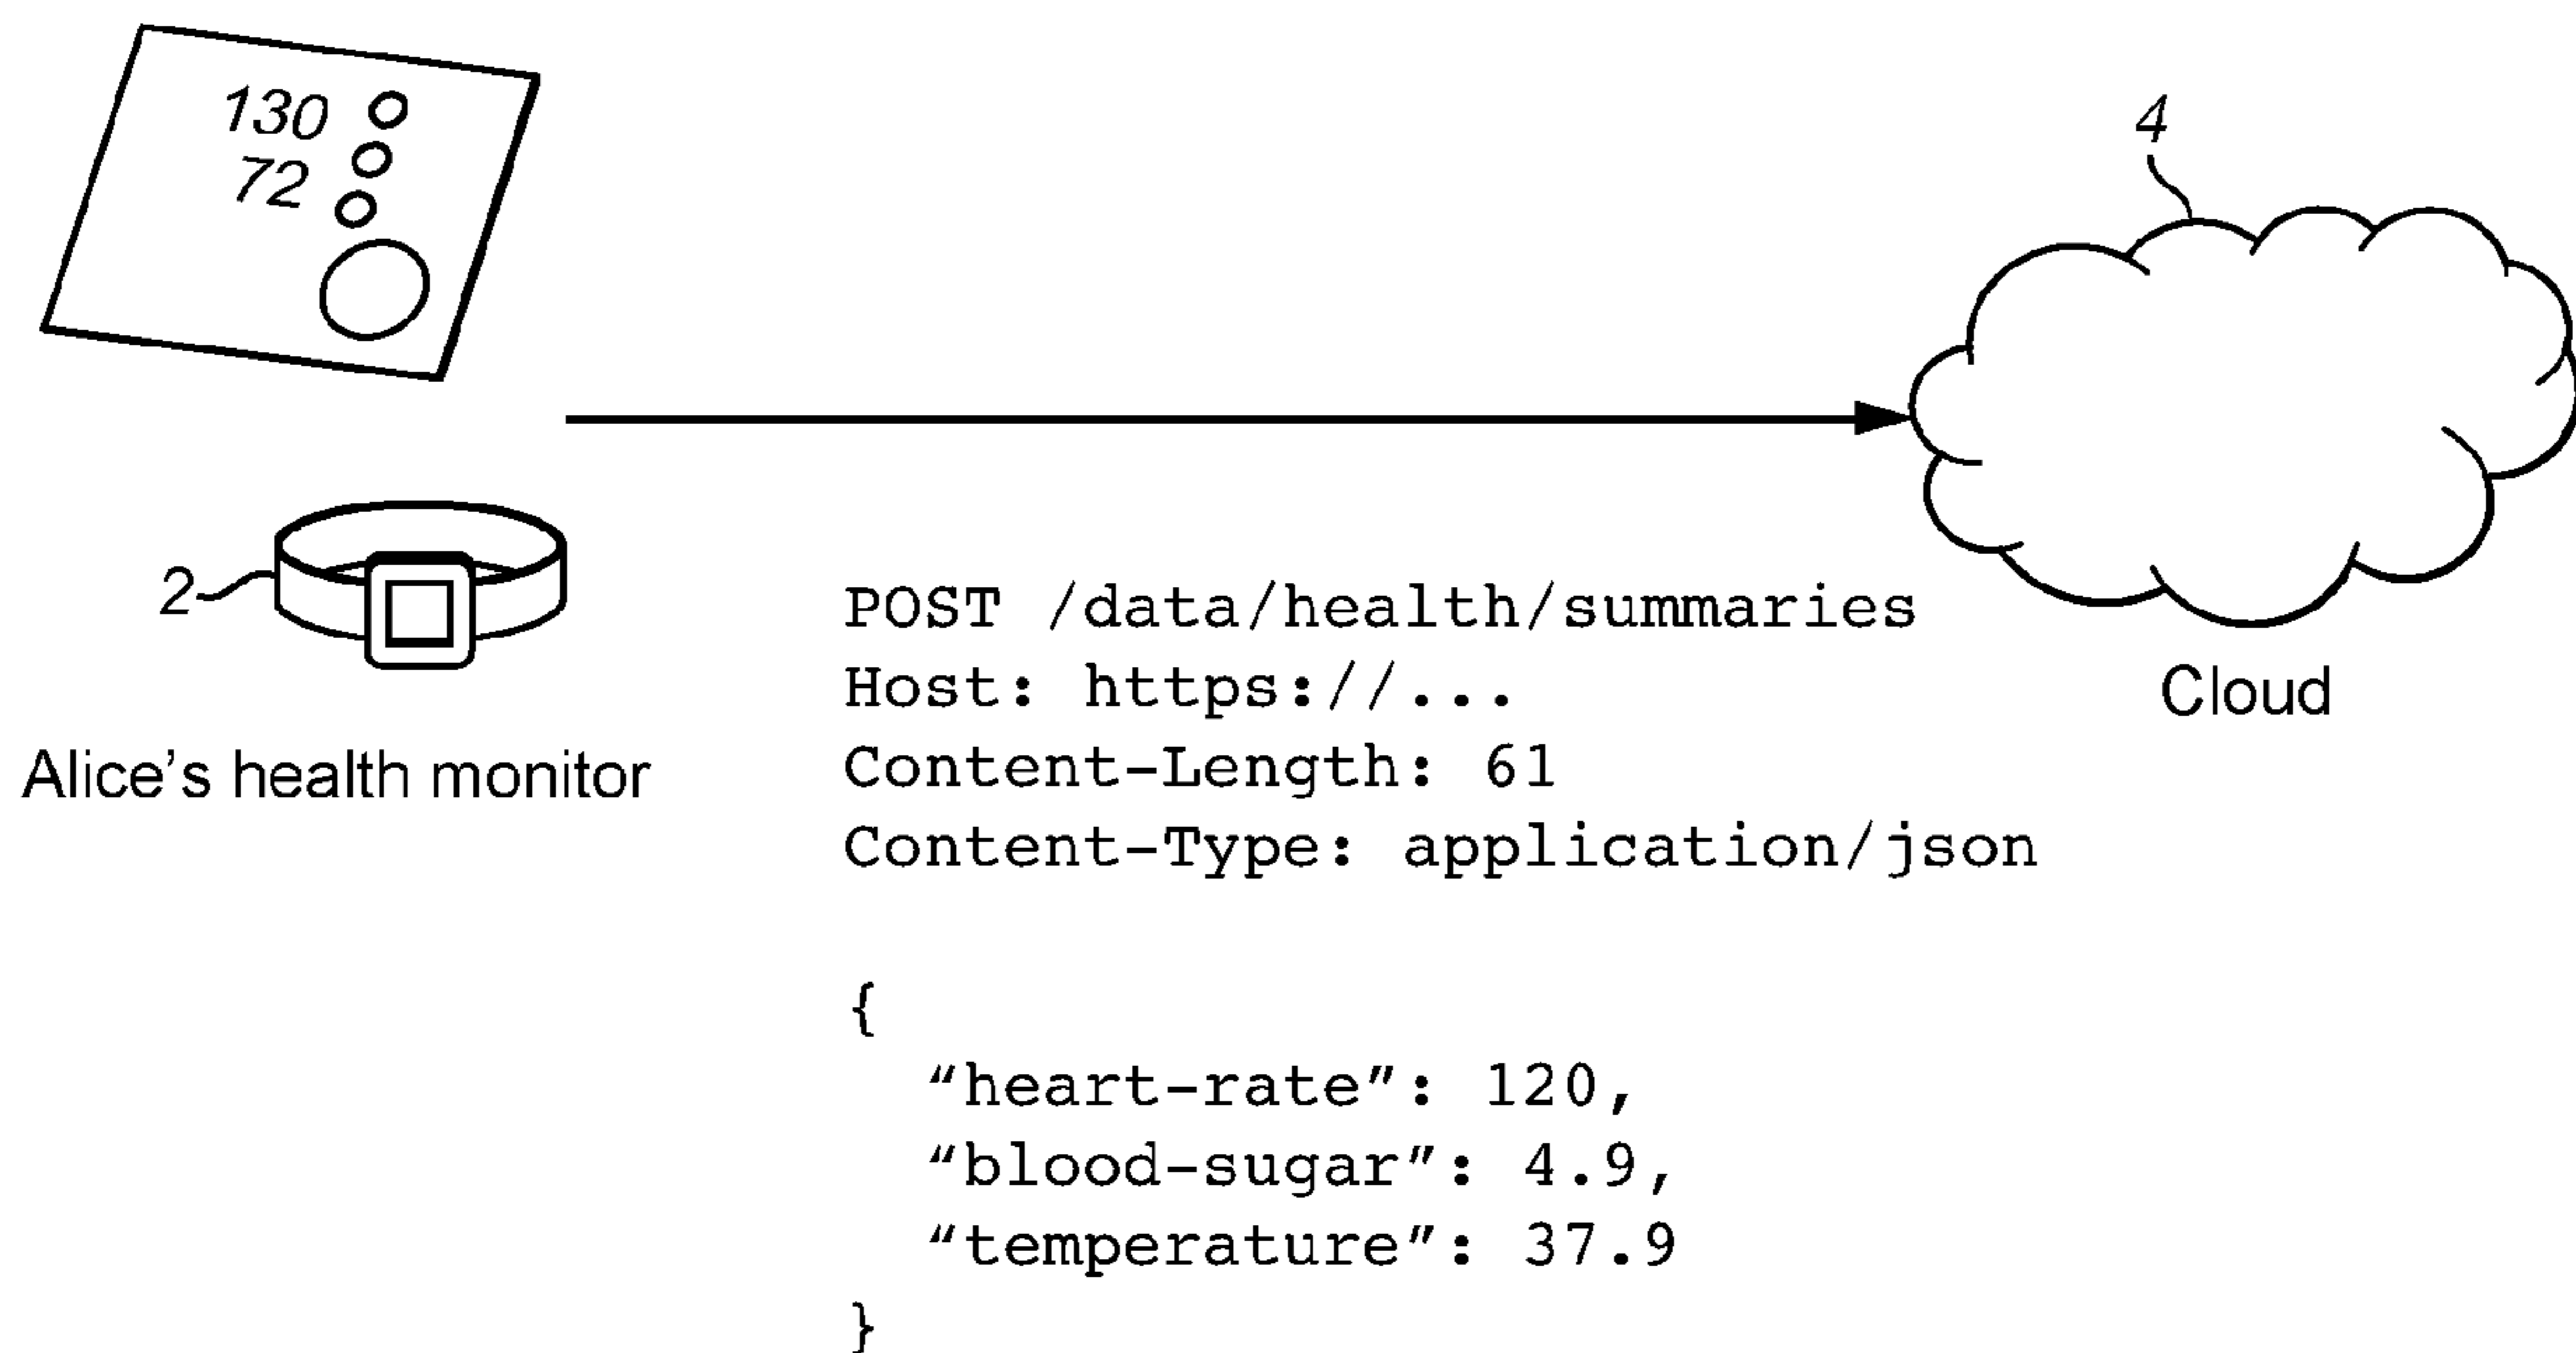 130
72
4
2
Alice’s health monitor
Cloud
POST /data/health/summaries
Host: https://...
Content-Length: 61
Content-Type: application/json
{
“heart-rate”: 120,
“blood-sugar”: 4.9,
“temperature”: 37.9
}